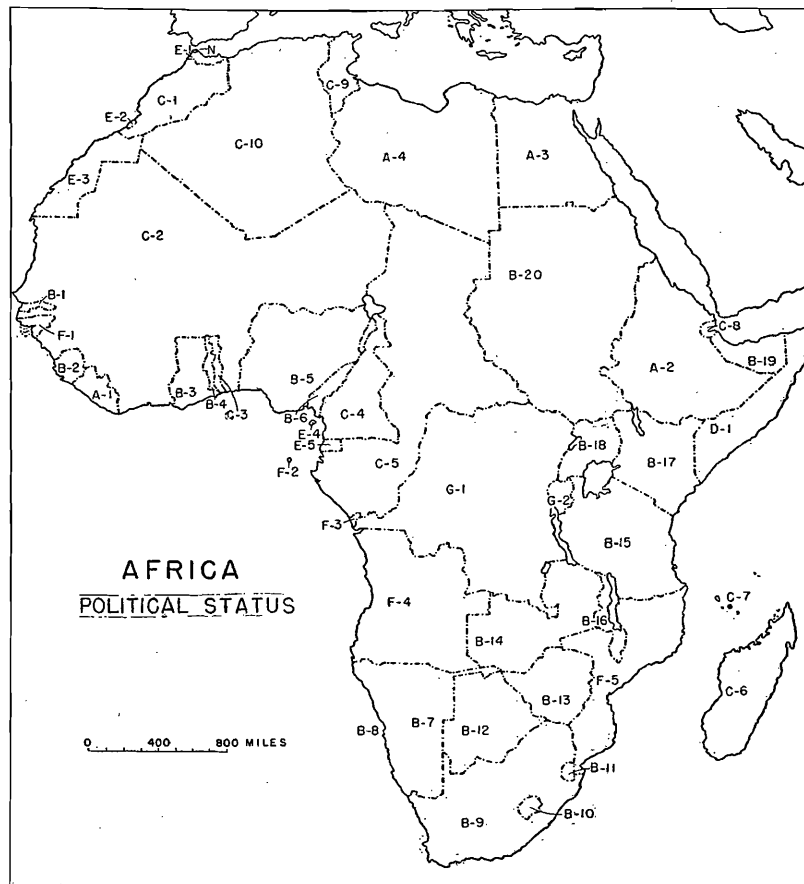 E-1 N
C-9
C-1
E-2
C-10
A-4
A-3
E-3
C-2
B-20
B-1
F-1
C-8
B-2
A-2
B-19
A-1
B-3
B-5
B-4
C-3
B-6
C-4
E-4
D-1
E-5
B-18
C-5
B-17
F-2
G-1
G-2
F-3
B-15
AFRICA
POLITICAL STATUS
F-4
C-7
B-16
B-14
F-5
C-6
B-13
B-8
B-7
B-12
0 400 800 MILES
B-11
B-10
B-9